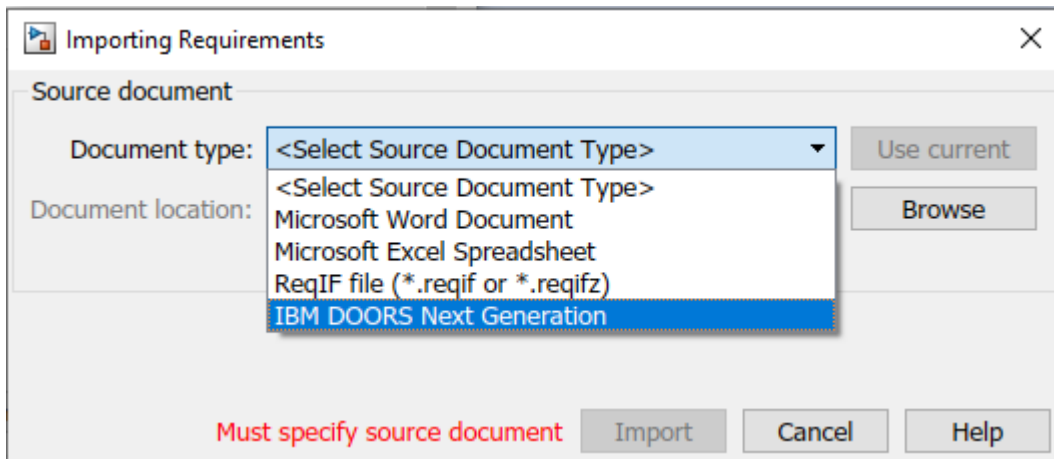 Importing Requirements
Source document
Document type: <Select Source Document Type> Use current
<Select Source Document Type>
Document location: Microsoft Word Document Browse
Microsoft Excel Spreadsheet
ReqIF file (*.reqif or *.reqifz)
IBM DOORS Next Generation
Must specify source document Import Cancel Help